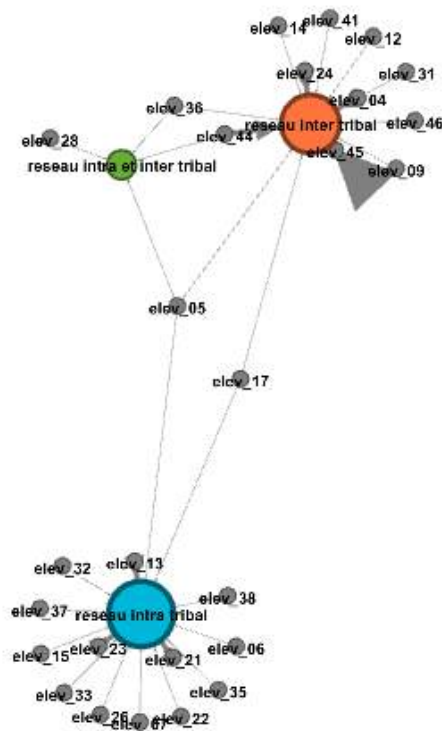 elev_14
elev_41
elev_12
elev_24
elev_31
elev_04
elev_36
elev_46
reseau inter tribal
elev_44
elev_28
elev_45
reseau intra et inter tribal
elev_09
elev_05
elev_17
elev_13
elev_32
elev_38
elev_37
reseau intra tribal
elev_23
elev_06
elev_15
elev_21
elev_33
elev_35
elev_26
elev_22
elev_07